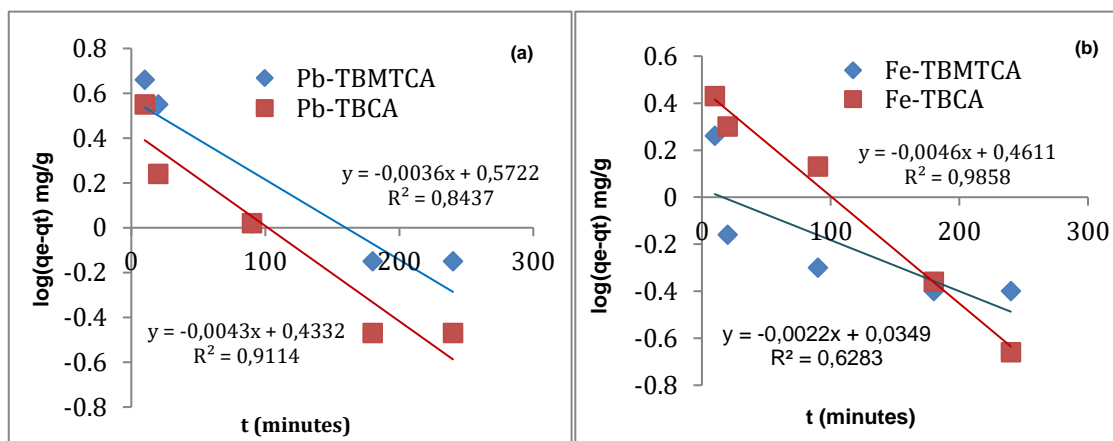 (a)
Pb-TBMTCA
Pb-TBCA
0.8
0.6
0.4
0.2
0
-0.2
-0.4
-0.6
-0.8
0
100
200
300
y = -0,0036x + 0,5722
R² = 0,8437
y = -0,0043x + 0,4332
R² = 0,9114
log(qe-qt) mg/g
t (minutes)
(b)
Fe-TBMTCA
Fe-TBCA
0.6
0.4
0.2
0
-0.2
-0.4
-0.6
-0.8
0
100
200
300
y = -0,0046x + 0,4611
R² = 0,9858
y = -0,0022x + 0,0349
R² = 0,6283
log(qe-qt) mg/g
t (minutes)